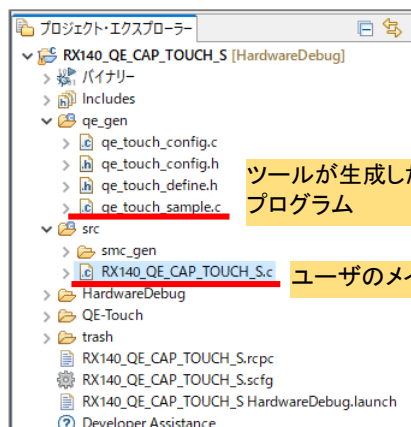 プロジェクト・エクスプローラー
RX140_QE_CAP_TOUCH_S [HardwareDebug]
バイナリー
Includes
qe_gen
qe_touch_config.c
qe_touch_config.h
qe_touch_define.h
qe_touch_sample.c
ツールが生成した
プログラム
src
smc_gen
RX140_QE_CAP_TOUCH_S.c
ユーザのメイ
HardwareDebug
QE-Touch
trash
RX140_QE_CAP_TOUCH_S.rcpc
RX140_QE_CAP_TOUCH_S.scfg
RX140_QE_CAP_TOUCH_S HardwareDebug.launch
Developer Assistance